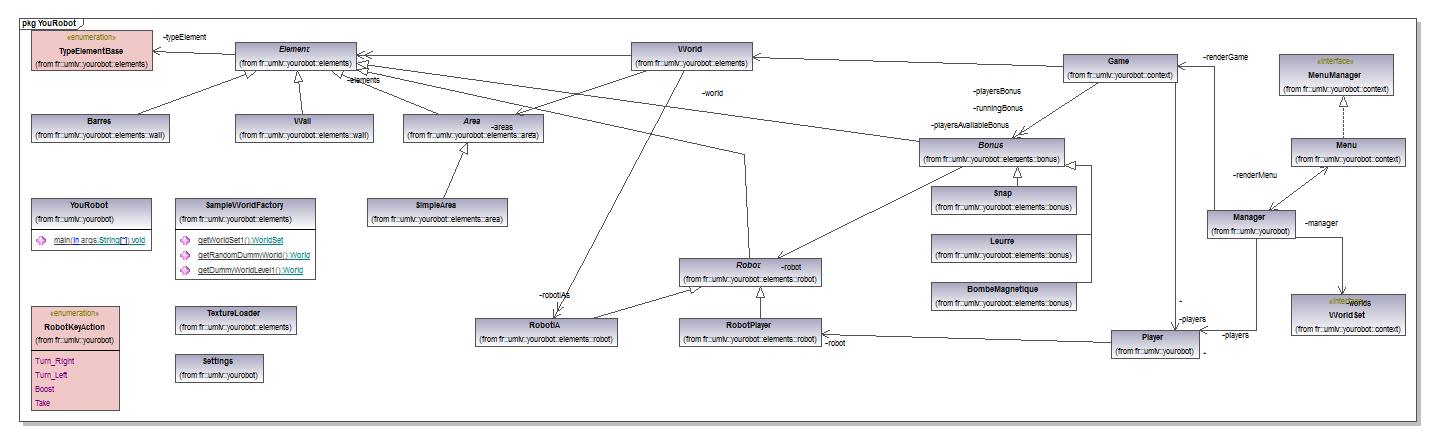 pkg YouRobot
«enumeration»
TypeElementBase
(from fr::umlv::yourobot::elements)
-typeElement
Element
(from fr::umlv::yourobot::elements)
-elements
World
(from fr::umlv::yourobot::elements)
-world
Game
(from fr::umlv::yourobot::context)
-renderGame
«interface»
MenuManager
(from fr::umlv::yourobot::context)
-playersBonus
-runningBonus
-playersAvailableBonus
Barres
(from fr::umlv::yourobot::elements::wall)
Wall
(from fr::umlv::yourobot::elements::wall)
Area
-areas
(from fr::umlv::yourobot::elements::area)
Bonus
(from fr::umlv::yourobot::elements::bonus)
Menu
(from fr::umlv::yourobot::context)
-renderMenu
Snap
(from fr::umlv::yourobot::elements::bonus)
YouRobot
(from fr::umlv::yourobot)
main(in args:String[*]):void
SampleWorldFactory
(from fr::umlv::yourobot::elements)
getWorldSet1():WorldSet
getRandomDummyWorld():World
getDummyWorldLevel1():World
SimpleArea
(from fr::umlv::yourobot::elements::area)
Manager
(from fr::umlv::yourobot)
-manager
Leurre
(from fr::umlv::yourobot::elements::bonus)
Robot
-robot
(from fr::umlv::yourobot::elements::robot)
BombeMagnetique
(from fr::umlv::yourobot::elements::bonus)
-robotIAs
«interface»
-worlds
WorldSet
(from fr::umlv::yourobot::context)
«enumeration»
RobotKeyAction
(from fr::umlv::yourobot)
Turn_Right
Turn_Left
Boost
Take
TextureLoader
(from fr::umlv::yourobot::elements)
Settings
(from fr::umlv::yourobot)
RobotIA
(from fr::umlv::yourobot::elements::robot)
RobotPlayer
(from fr::umlv::yourobot::elements::robot)
-robot
*
-players
Player
(from fr::umlv::yourobot)
-players
*